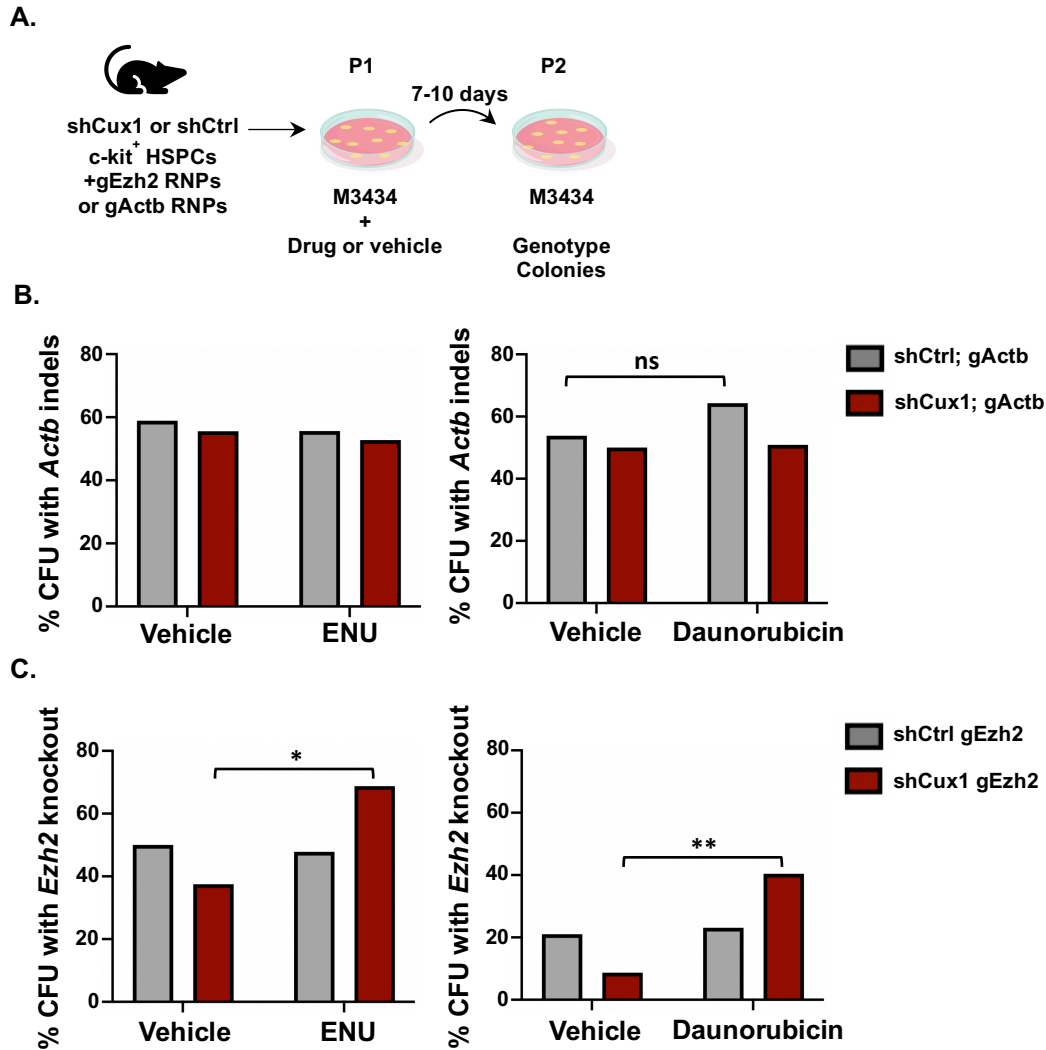 A.
P1
P2
7-10 days
shCux1 or shCtrl
c-kit+ HSPCs
+gEzh2 RNPs
or gActb RNPs
M3434
+
Drug or vehicle
M3434
Genotype
Colonies
B.
% CFU with Actb indels
80
60
40
20
0
Vehicle
ENU
% CFU with Actb indels
80
60
40
20
0
ns
Vehicle
Daunorubicin
shCtrl; gActb
shCux1; gActb
C.
% CFU with Ezh2 knockout
80
60
40
20
0
*
Vehicle
ENU
% CFU with Ezh2 knockout
80
60
40
20
0
**
Vehicle
Daunorubicin
shCtrl gEzh2
shCux1 gEzh2